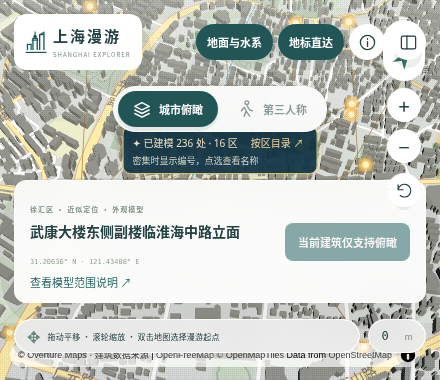 上海漫游
SHANGHAI EXPLORER
地面与水系
地标直达
城市俯瞰
第三人称
✦ 已建模 236 处 · 16 区 按区目录 ↗
密集时显示编号，点选查看名称
徐汇区 · 近似定位 · 外观模型
武康大楼东侧副楼临淮海中路立面
31.20636° N · 121.43408° E
查看模型范围说明 ↗
当前建筑仅支持俯瞰
拖动平移 · 滚轮缩放 · 双击地图选择漫游起点
0 m
© Overture Maps · 建筑数据来源 | OpenFreeMap © OpenMapTiles Data from OpenStreetMap